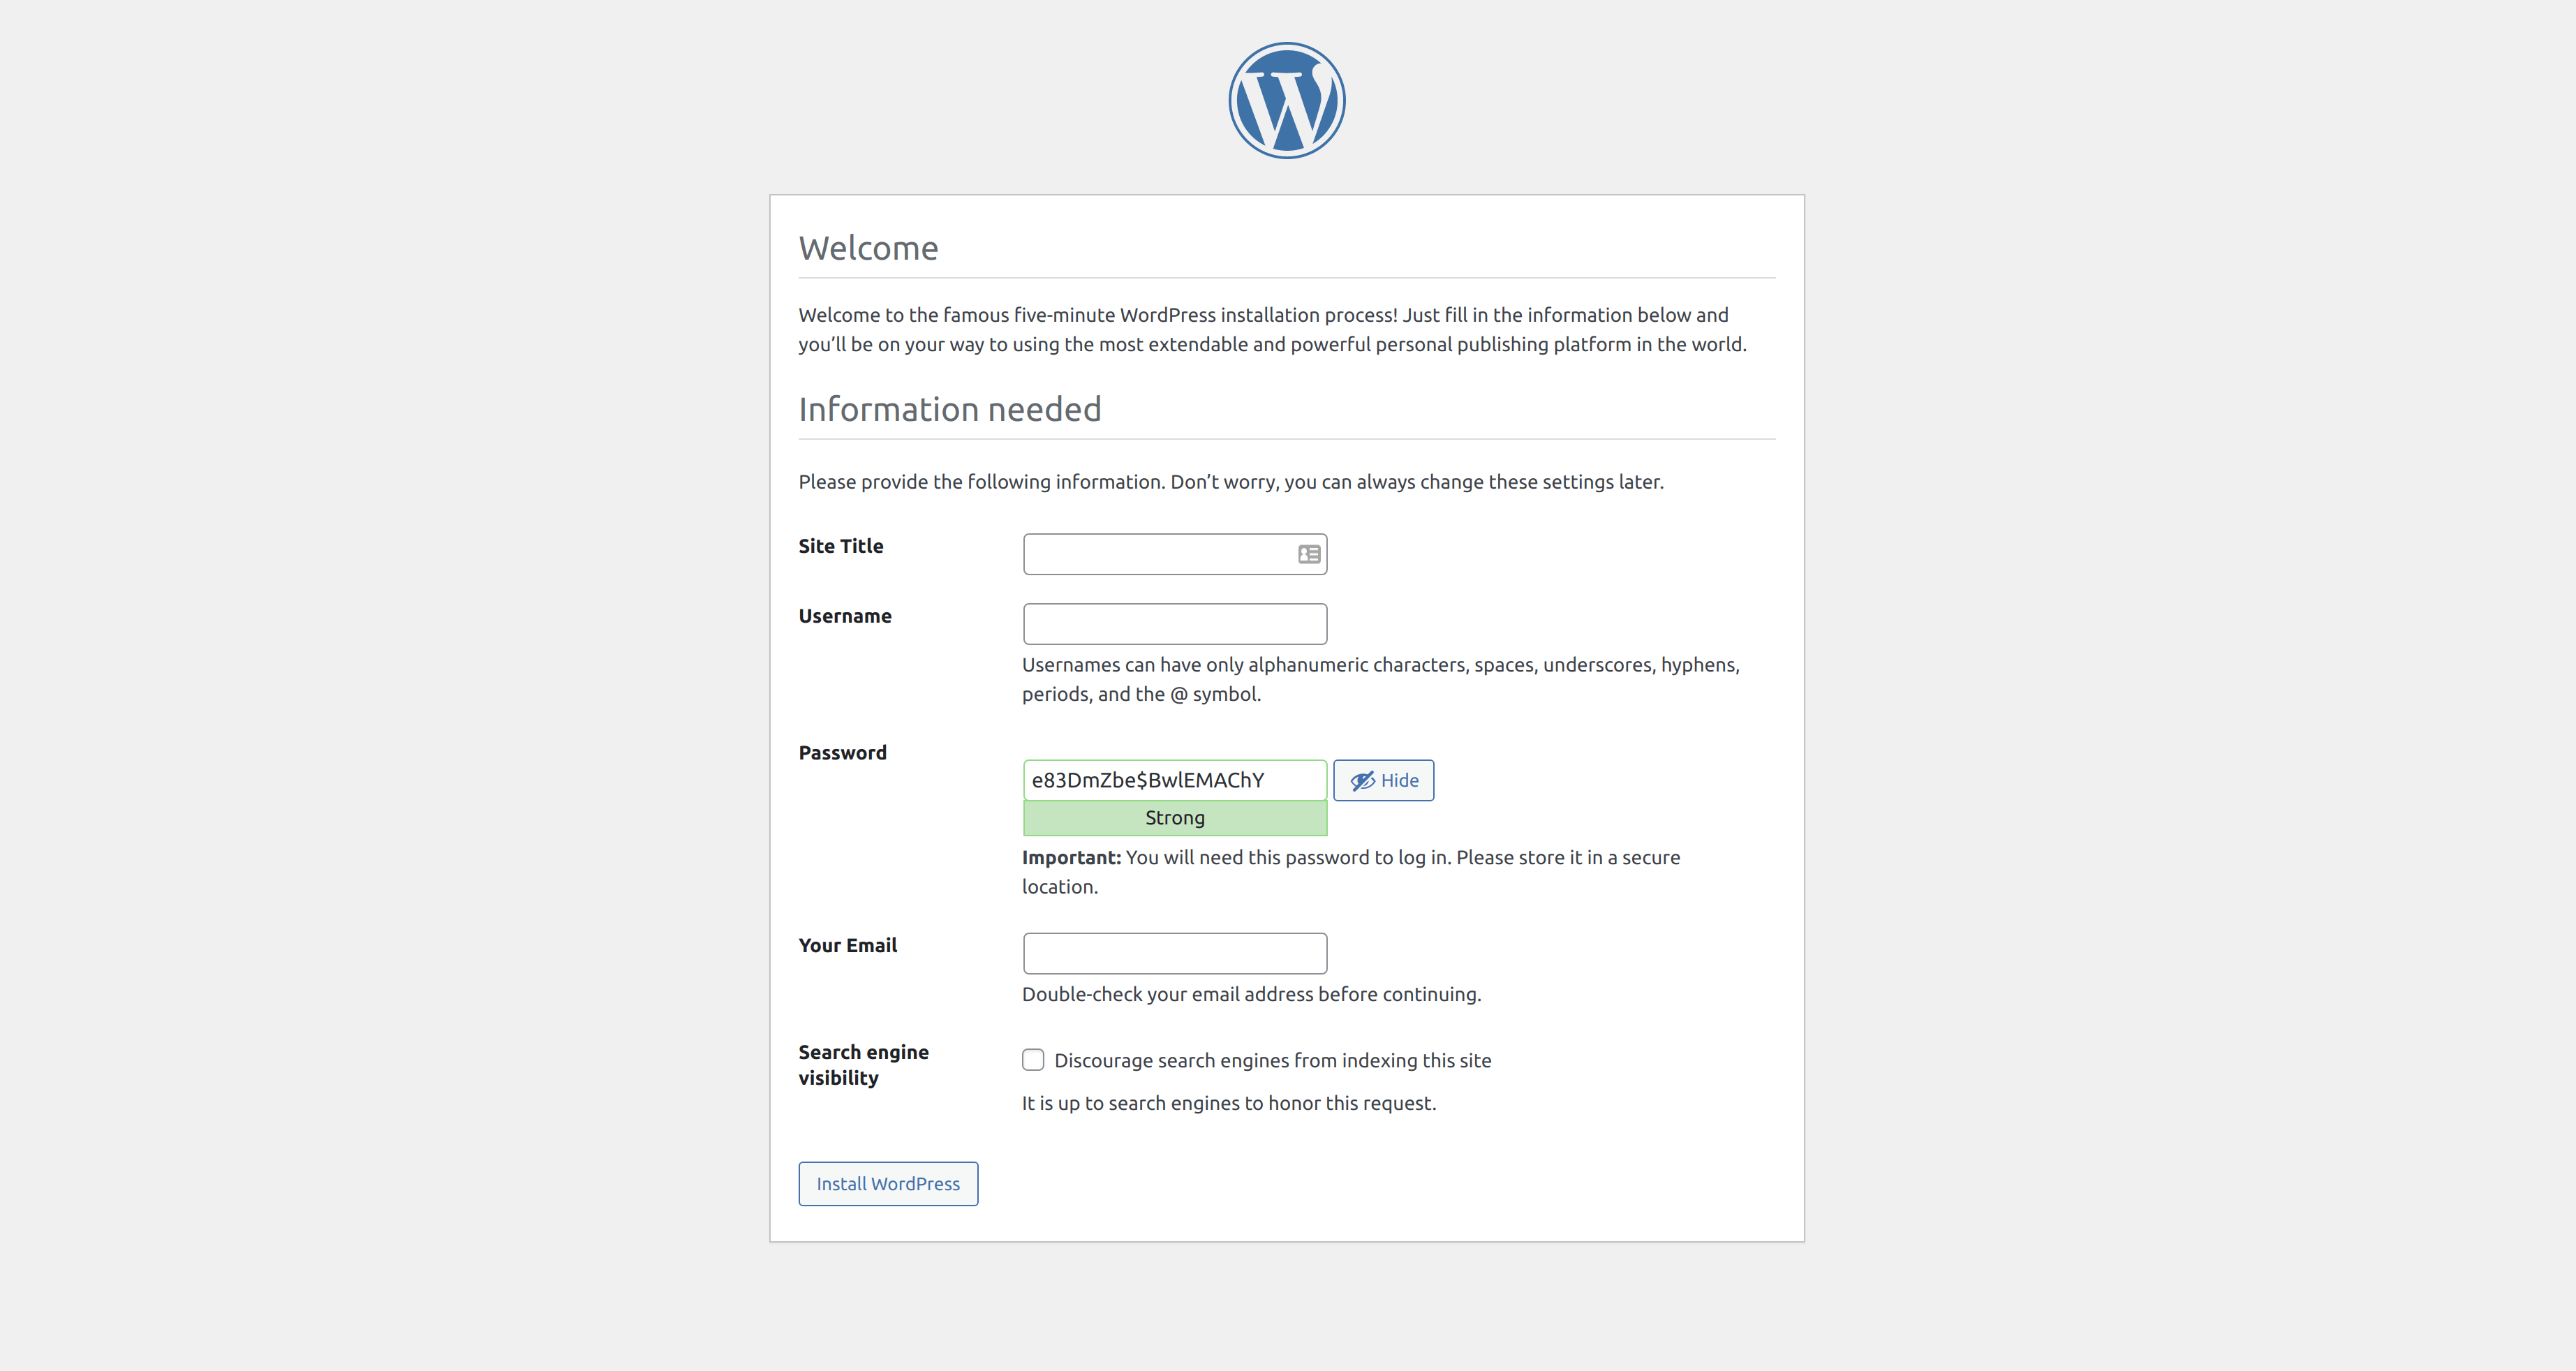 Welcome
Welcome to the famous five-minute WordPress installation process! Just fill in the information below and
you’ll be on your way to using the most extendable and powerful personal publishing platform in the world.
Information needed
Please provide the following information. Don’t worry, you can always change these settings later.
Site Title
Username
Usernames can have only alphanumeric characters, spaces, underscores, hyphens,
periods, and the @ symbol.
Password
e83DmZbe$BwlEMAChY
Hide
Strong
Important: You will need this password to log in. Please store it in a secure
location.
Your Email
Double-check your email address before continuing.
Search engine
visibility
Discourage search engines from indexing this site
It is up to search engines to honor this request.
Install WordPress